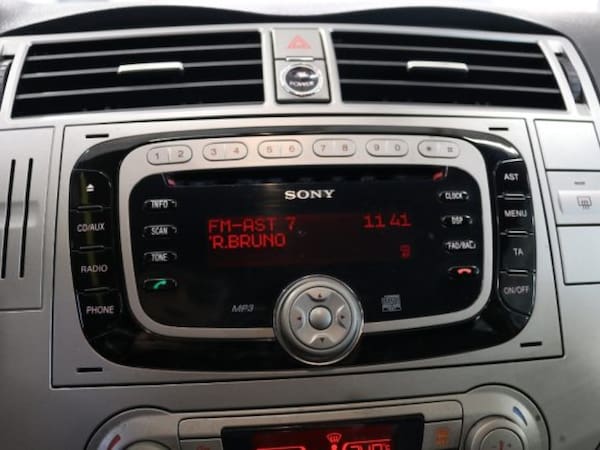 POWER
1 2 3 4 5 6 7 8 9 0 * #
SONY
INFO
CLOCK
AST
SCAN
FM-AST 7 11 41
DSP
MENU
CD/AUX
'R.BRUNO
TONE
FAD/BAL
TA
RADIO
ON/OFF
PHONE
MP3